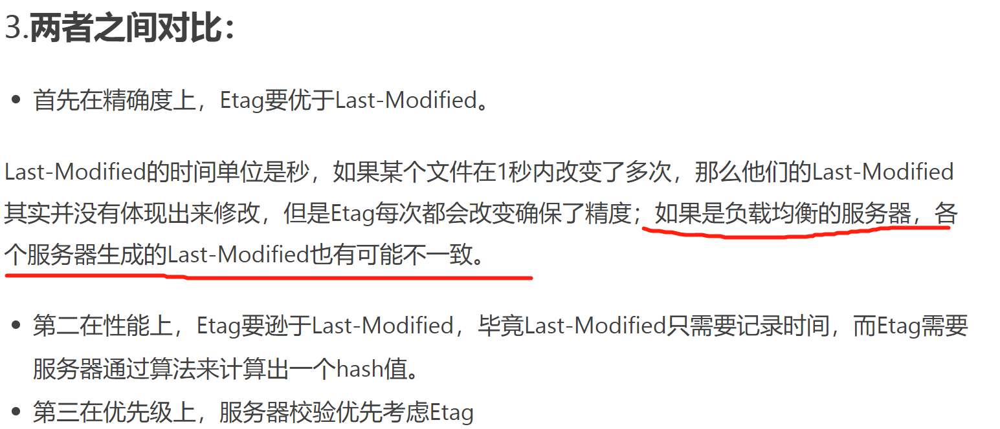 3.两者之间对比：
• 首先在精确度上，Etag要优于Last-Modified。
Last-Modified的时间单位是秒，如果某个文件在1秒内改变了多次，那么他们的Last-Modified
其实并没有体现出来修改，但是Etag每次都会改变确保了精度；如果是负载均衡的服务器，各
个服务器生成的Last-Modified也有可能不一致。
• 第二在性能上，Etag要逊于Last-Modified，毕竟Last-Modified只需要记录时间，而Etag需要
服务器通过算法来计算出一个hash值。
• 第三在优先级上，服务器校验优先考虑Etag